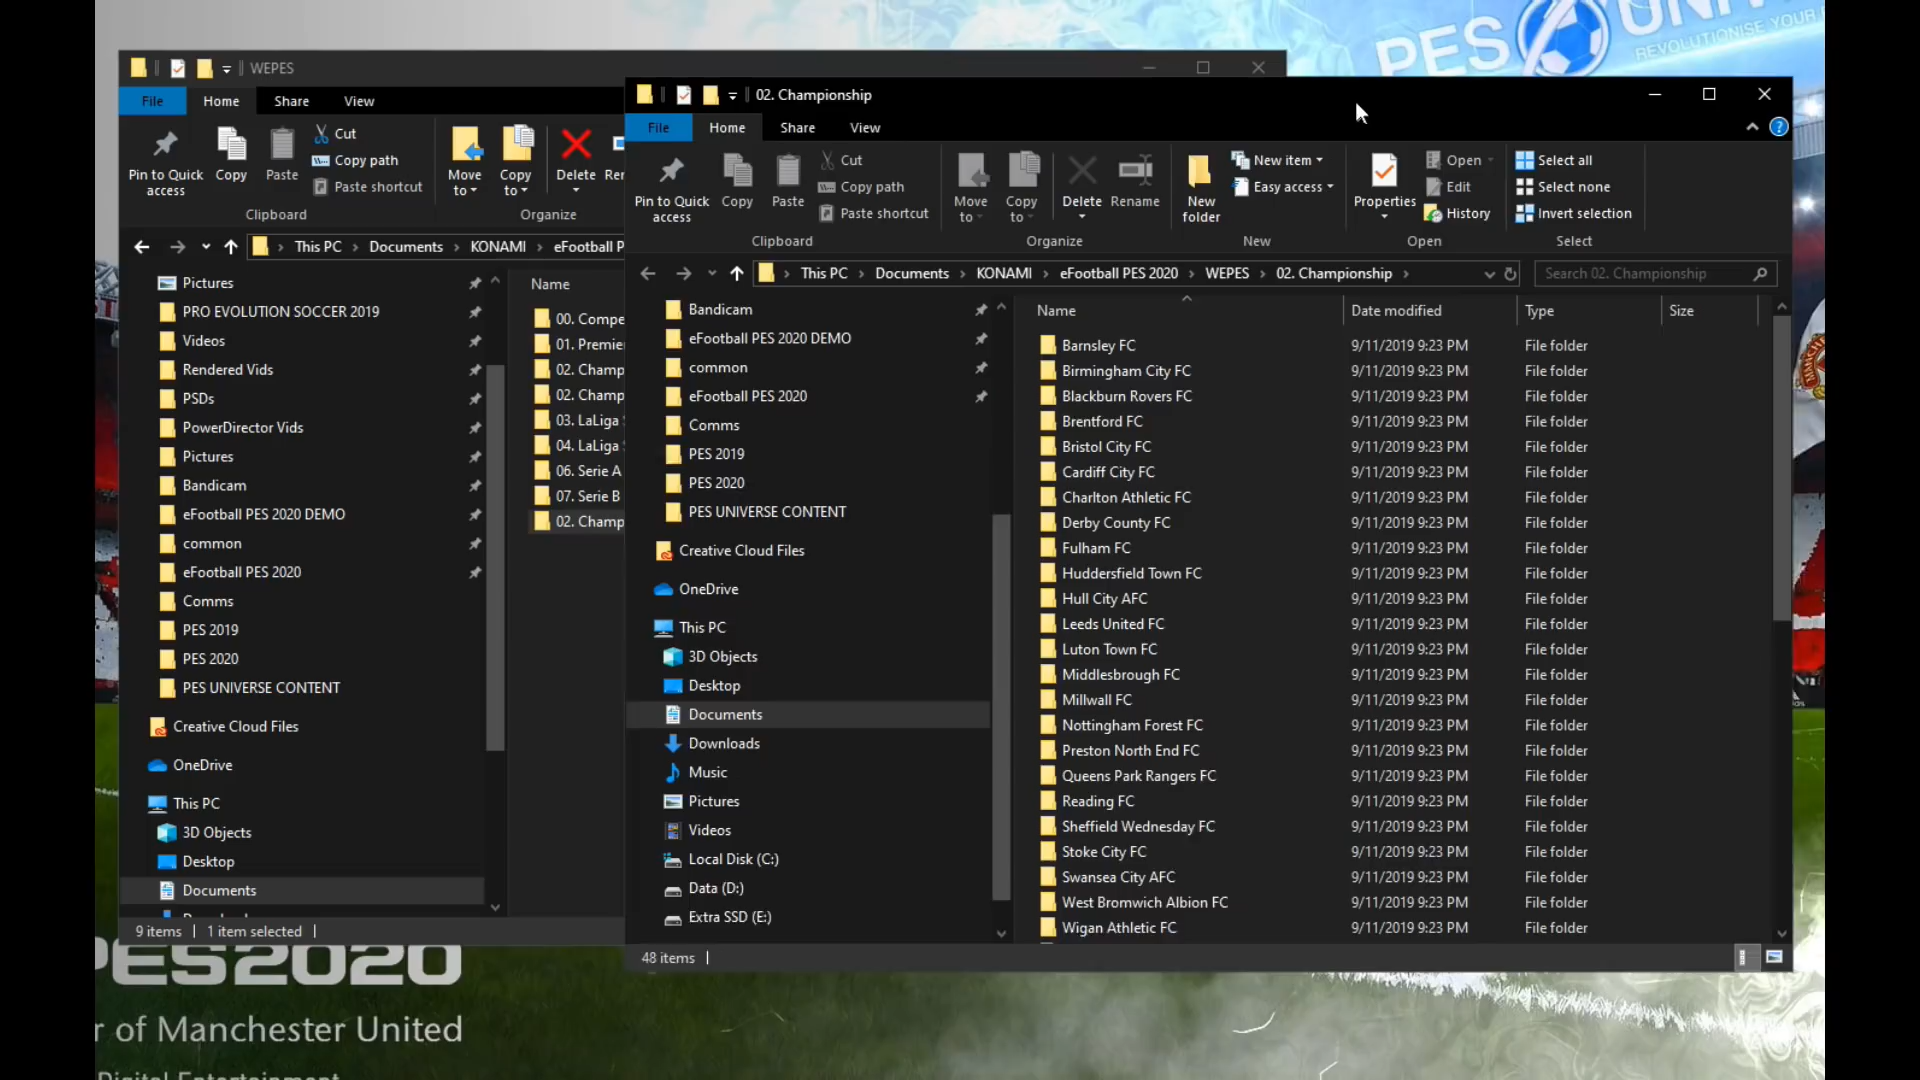 PES UNIV
REVOLUTIONISE YOUR
WEPES
File Home Share View
Pin to Quick access
Copy
Paste
Cut
Copy path
Paste shortcut
Clipboard
Move to
Copy to
Delete
Organize
This PC > Documents > KONAMI > eFootball P
Pictures
PRO EVOLUTION SOCCER 2019
Videos
Rendered Vids
PSDs
PowerDirector Vids
Pictures
Bandicam
eFootball PES 2020 DEMO
common
eFootball PES 2020
Comms
PES 2019
PES 2020
PES UNIVERSE CONTENT
Creative Cloud Files
OneDrive
This PC
3D Objects
Desktop
Documents
Name
00. Compe
01. Premie
02. Champ
02. Champ
03. LaLiga
04. LaLiga
06. Serie A
07. Serie B
02. Champ
9 items 1 item selected
02. Championship
File Home Share View
Pin to Quick access
Copy
Paste
Cut
Copy path
Paste shortcut
Clipboard
Move to
Copy to
Delete
Rename
Organize
New folder
New item
Easy access
New
Properties
Open
Edit
History
Open
Select all
Select none
Invert selection
Select
This PC > Documents > KONAMI > eFootball PES 2020 > WEPES > 02. Championship >
Search 02. Championship
Bandicam
eFootball PES 2020 DEMO
common
eFootball PES 2020
Comms
PES 2019
PES 2020
PES UNIVERSE CONTENT
Creative Cloud Files
OneDrive
This PC
3D Objects
Desktop
Documents
Downloads
Music
Pictures
Videos
Local Disk (C:)
Data (D:)
Extra SSD (E:)
Name Date modified Type Size
Barnsley FC 9/11/2019 9:23 PM File folder
Birmingham City FC 9/11/2019 9:23 PM File folder
Blackburn Rovers FC 9/11/2019 9:23 PM File folder
Brentford FC 9/11/2019 9:23 PM File folder
Bristol City FC 9/11/2019 9:23 PM File folder
Cardiff City FC 9/11/2019 9:23 PM File folder
Charlton Athletic FC 9/11/2019 9:23 PM File folder
Derby County FC 9/11/2019 9:23 PM File folder
Fulham FC 9/11/2019 9:23 PM File folder
Huddersfield Town FC 9/11/2019 9:23 PM File folder
Hull City AFC 9/11/2019 9:23 PM File folder
Leeds United FC 9/11/2019 9:23 PM File folder
Luton Town FC 9/11/2019 9:23 PM File folder
Middlesbrough FC 9/11/2019 9:23 PM File folder
Millwall FC 9/11/2019 9:23 PM File folder
Nottingham Forest FC 9/11/2019 9:23 PM File folder
Preston North End FC 9/11/2019 9:23 PM File folder
Queens Park Rangers FC 9/11/2019 9:23 PM File folder
Reading FC 9/11/2019 9:23 PM File folder
Sheffield Wednesday FC 9/11/2019 9:23 PM File folder
Stoke City FC 9/11/2019 9:23 PM File folder
Swansea City AFC 9/11/2019 9:23 PM File folder
West Bromwich Albion FC 9/11/2019 9:23 PM File folder
Wigan Athletic FC 9/11/2019 9:23 PM File folder
48 items
PES2020
r of Manchester United
Digital Entertainment